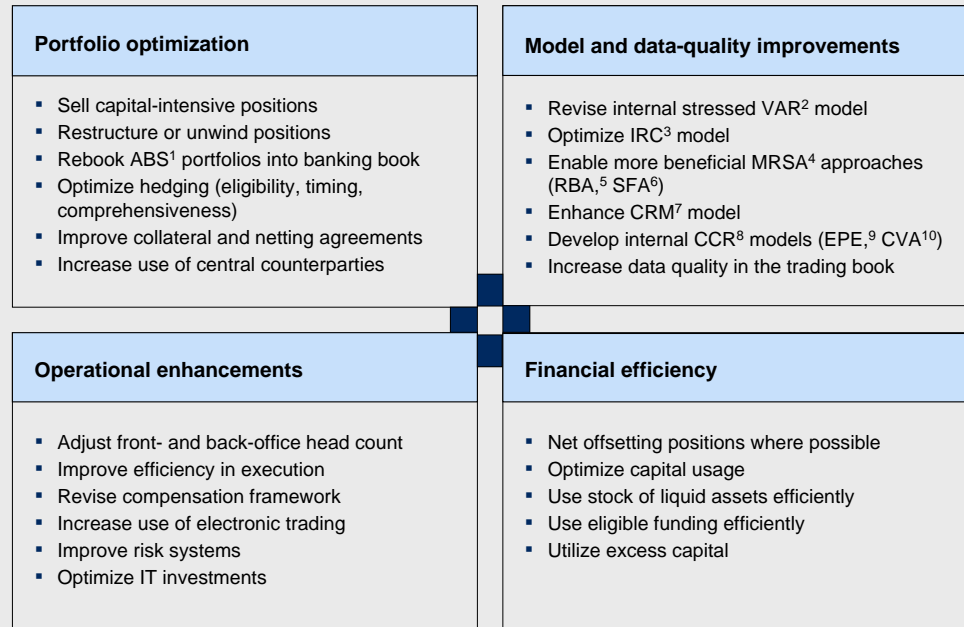 Portfolio optimization
▪ Sell capital-intensive positions
▪ Restructure or unwind positions
▪ Rebook ABS¹ portfolios into banking book
▪ Optimize hedging (eligibility, timing,
comprehensiveness)
▪ Improve collateral and netting agreements
▪ Increase use of central counterparties
Model and data-quality improvements
▪ Revise internal stressed VAR² model
▪ Optimize IRC³ model
▪ Enable more beneficial MRSA⁴ approaches
(RBA,⁵ SFA⁶)
▪ Enhance CRM⁷ model
▪ Develop internal CCR⁸ models (EPE,⁹ CVA¹⁰)
▪ Increase data quality in the trading book
Operational enhancements
▪ Adjust front- and back-office head count
▪ Improve efficiency in execution
▪ Revise compensation framework
▪ Increase use of electronic trading
▪ Improve risk systems
▪ Optimize IT investments
Financial efficiency
▪ Net offsetting positions where possible
▪ Optimize capital usage
▪ Use stock of liquid assets efficiently
▪ Use eligible funding efficiently
▪ Utilize excess capital